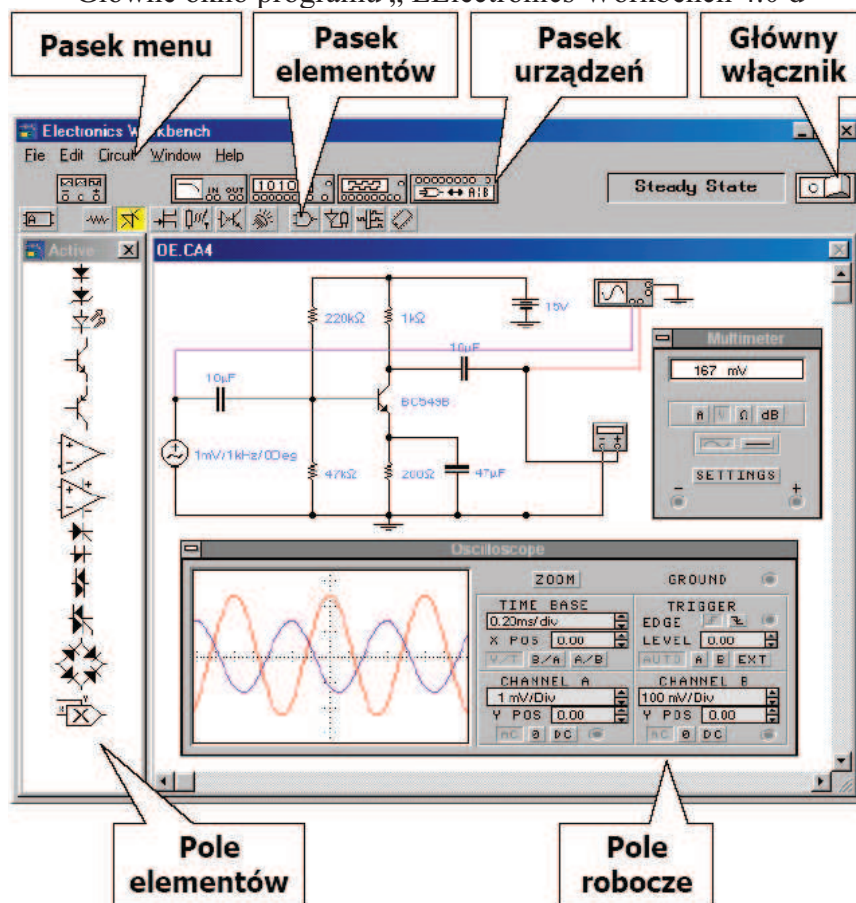 Główne okno programu „ EElectronics Workbench 4.0 d
Pasek menu
Pasek
elementów
Pasek
urządzeń
Główny
włącznik
Electronics Workbench
File Edit Circuit Window Help
IN OUT
1010
A|B
Steady State
Active
OE.CA4
220kΩ
1kΩ
15V
10µF
10µF
BC549B
1mV/1kHz/0Deg
47kΩ
200Ω
47µF
Multimeter
167 mV
A V Ω dB
SETTINGS
- +
Oscilloscope
ZOOM
GROUND
TIME BASE
0.20ms/div
X POS 0.00
Y/T B/A A/B
TRIGGER
EDGE
LEVEL 0.00
AUTO A B EXT
CHANNEL A
1 mV/Div
Y POS 0.00
AC 0 DC
CHANNEL B
100 mV/Div
Y POS 0.00
AC 0 DC
Pole
elementów
Pole
robocze